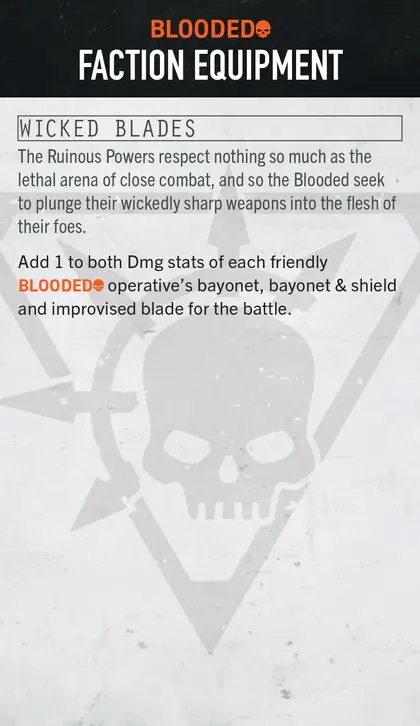 BLOODED
FACTION EQUIPMENT
WICKED BLADES
The Ruinous Powers respect nothing so much as the
lethal arena of close combat, and so the Blooded seek
to plunge their wickedly sharp weapons into the flesh of
their foes.
Add 1 to both Dmg stats of each friendly
BLOODED operative's bayonet, bayonet & shield
and improvised blade for the battle.